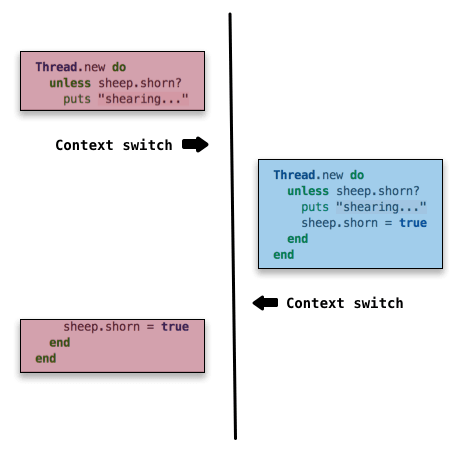 Thread.new do
unless sheep.shorn?
puts "shearing..."
Context switch
Thread.new do
unless sheep.shorn?
puts "shearing..."
sheep.shorn = true
end
end
Context switch
sheep.shorn = true
end
end